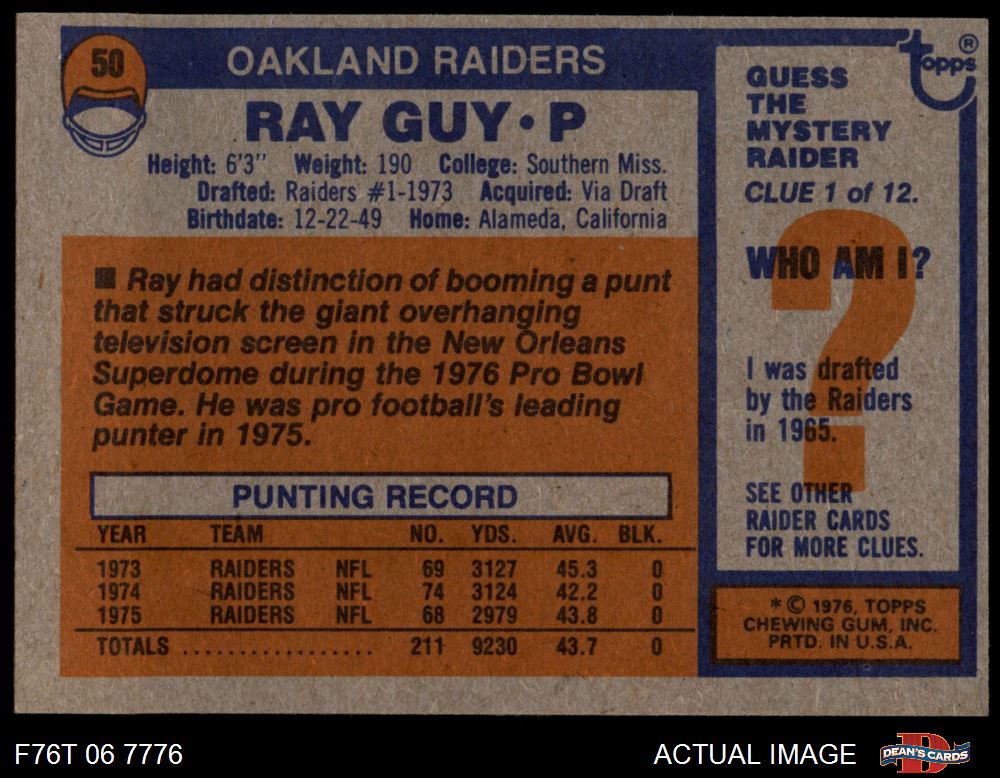 50
OAKLAND RAIDERS
RAY GUY • P
Height: 6'3" Weight: 190 College: Southern Miss.
Drafted: Raiders #1-1973 Acquired: Via Draft
Birthdate: 12-22-49 Home: Alameda, California
■ Ray had distinction of booming a punt
that struck the giant overhanging
television screen in the New Orleans
Superdome during the 1976 Pro Bowl
Game. He was pro football's leading
punter in 1975.
PUNTING RECORD
YEAR TEAM NO. YDS. AVG. BLK.
1973 RAIDERS NFL 69 3127 45.3 0
1974 RAIDERS NFL 74 3124 42.2 0
1975 RAIDERS NFL 68 2979 43.8 0
TOTALS .................. 211 9230 43.7 0
topps ®
GUESS
THE
MYSTERY
RAIDER
CLUE 1 of 12.
WHO AM I?
?
I was drafted
by the Raiders
in 1965.
SEE OTHER
RAIDER CARDS
FOR MORE CLUES.
* © 1976, TOPPS
CHEWING GUM, INC.
PRTD. IN U.S.A.
F76T 06 7776
ACTUAL IMAGE
D
DEAN'S CARDS